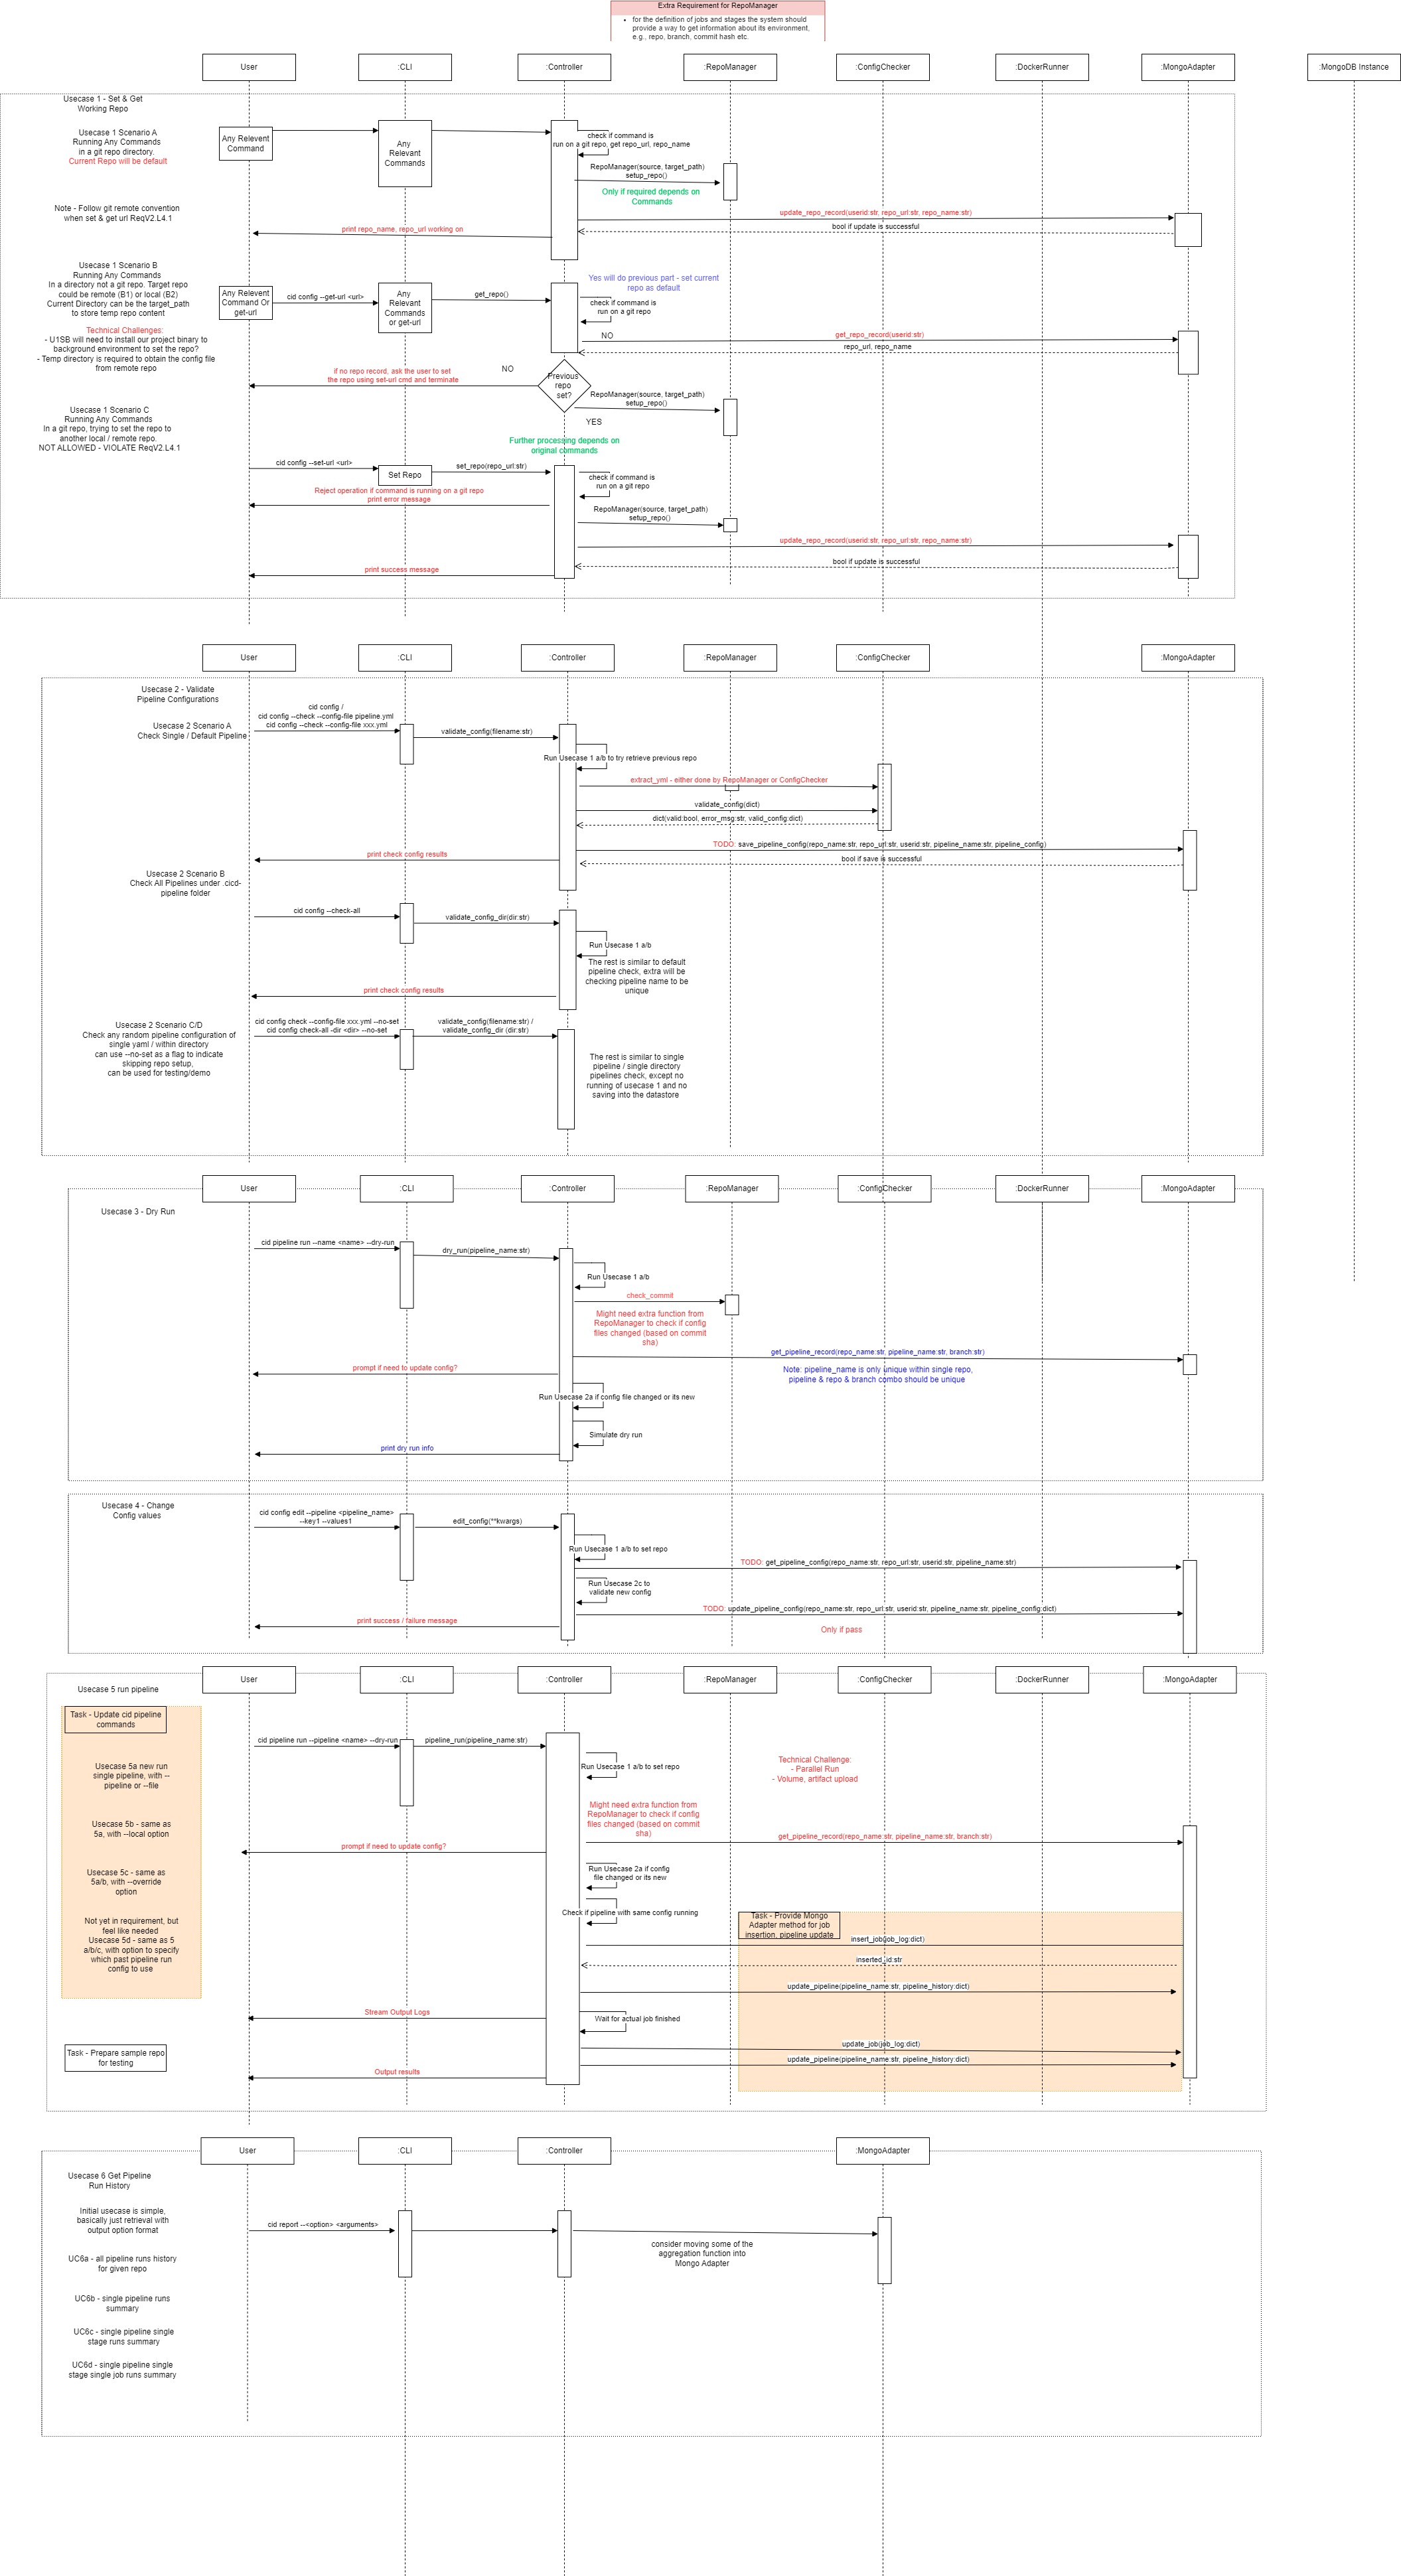 Extra Requirement for RepoManager
• for the definition of jobs and stages the system should
provide a way to get information about its environment,
e.g., repo, branch, commit hash etc.
User
:CLI
:Controller
:RepoManager
:ConfigChecker
:DockerRunner
:MongoAdapter
:MongoDB Instance
Usecase 1 - Set & Get
Working Repo
Usecase 1 Scenario A
Running Any Commands
in a git repo directory.
Current Repo will be default
Any Relevent
Command
Any
Relevant
Commands
check if command is
run on a git repo, get repo_url, repo_name
RepoManager(source, target_path)
setup_repo()
Only if required depends on
Commands
Note - Follow git remote convention
when set & get url ReqV2.L4.1
update_repo_record(userid:str, repo_url:str, repo_name:str)
bool if update is successful
print repo_name, repo_url working on
Usecase 1 Scenario B
Running Any Commands
In a directory not a git repo. Target repo
could be remote (B1) or local (B2)
Current Directory can be the target_path
to store temp repo content
Technical Challenges:
- U1SB will need to install our project binary to
background environment to set the repo?
- Temp directory is required to obtain the config file
from remote repo
Any Relevent
Command Or
get-url
cid config --get-url <url>
Any
Relevant
Commands
or get-url
get_repo()
Yes will do previous part - set current
repo as default
check if command is
run on a git repo
NO
get_repo_record(userid:str)
repo_url, repo_name
if no repo record, ask the user to set
the repo using set-url cmd and terminate
NO
Previous
repo
set?
RepoManager(source, target_path)
setup_repo()
YES
Further processing depends on
original commands
Usecase 1 Scenario C
Running Any Commands
In a git repo, trying to set the repo to
another local / remote repo.
NOT ALLOWED - VIOLATE ReqV2.L4.1
cid config --set-url <url>
Set Repo
set_repo(repo_url:str)
check if command is
run on a git repo
Reject operation if command is running on a git repo
print error message
RepoManager(source, target_path)
setup_repo()
update_repo_record(userid:str, repo_url:str, repo_name:str)
bool if update is successful
print success message
User
:CLI
:Controller
:RepoManager
:ConfigChecker
:MongoAdapter
Usecase 2 - Validate
Pipeline Configurations
Usecase 2 Scenario A
Check Single / Default Pipeline
cid config /
cid config --check --config-file pipeline.yml
cid config --check --config-file xxx.yml
validate_config(filename:str)
Run Usecase 1 a/b to try retrieve previous repo
extract_yml - either done by RepoManager or ConfigChecker
validate_config(dict)
dict(valid:bool, error_msg:str, valid_config:dict)
TODO: save_pipeline_config(repo_name:str, repo_url:str, userid:str, pipeline_name:str, pipeline_config)
bool if save is successful
print check config results
Usecase 2 Scenario B
Check All Pipelines under .cicd-
pipeline folder
cid config --check-all
validate_config_dir(dir:str)
Run Usecase 1 a/b
The rest is similar to default
pipeline check, extra will be
checking pipeline name to be
unique
print check config results
Usecase 2 Scenario C/D
Check any random pipeline configuration of
single yaml / within directory
can use --no-set as a flag to indicate
skipping repo setup,
can be used for testing/demo
cid config check --config-file xxx.yml --no-set
cid config check-all -dir <dir> --no-set
validate_config(filename:str) /
validate_config_dir (dir:str)
The rest is similar to single
pipeline / single directory
pipelines check, except no
running of usecase 1 and no
saving into the datastore
User
:CLI
:Controller
:RepoManager
:ConfigChecker
:DockerRunner
:MongoAdapter
Usecase 3 - Dry Run
cid pipeline run --name <name> --dry-run
dry_run(pipeline_name:str)
Run Usecase 1 a/b
check_commit
Might need extra function from
RepoManager to check if config
files changed (based on commit
sha)
get_pipeline_record(repo_name:str, pipeline_name:str, branch:str)
Note: pipeline_name is only unique within single repo,
pipeline & repo & branch combo should be unique
prompt if need to update config?
Run Usecase 2a if config file changed or its new
Simulate dry run
print dry run info
Usecase 4 - Change
Config values
cid config edit --pipeline <pipeline_name>
--key1 --values1
edit_config(**kwargs)
Run Usecase 1 a/b to set repo
TODO: get_pipeline_config(repo_name:str, repo_url:str, userid:str, pipeline_name:str)
Run Usecase 2c to
validate new config
TODO: update_pipeline_config(repo_name:str, repo_url:str, userid:str, pipeline_name:str, pipeline_config:dict)
print success / failure message
Only if pass
User
:CLI
:Controller
:RepoManager
:ConfigChecker
:DockerRunner
:MongoAdapter
Usecase 5 run pipeline
Task - Update cid pipeline
commands
Usecase 5a new run
single pipeline, with --
pipeline or --file
Usecase 5b - same as
5a, with --local option
Usecase 5c - same as
5a/b, with --override
option
Not yet in requirement, but
feel like needed
Usecase 5d - same as 5
a/b/c, with option to specify
which past pipeline run
config to use
Task - Prepare sample repo
for testing
cid pipeline run --pipeline <name> --dry-run
pipeline_run(pipeline_name:str)
Run Usecase 1 a/b to set repo
Technical Challenge:
- Parallel Run
- Volume, artifact upload
Might need extra function from
RepoManager to check if config
files changed (based on commit
sha)
get_pipeline_record(repo_name:str, pipeline_name:str, branch:str)
prompt if need to update config?
Run Usecase 2a if config
file changed or its new
Check if pipeline with same config running
Task - Provide Mongo
Adapter method for job
insertion, pipeline update
insert_job(job_log:dict)
inserted_id:str
update_pipeline(pipeline_name:str, pipeline_history:dict)
Stream Output Logs
Wait for actual job finished
update_job(job_log:dict)
update_pipeline(pipeline_name:str, pipeline_history:dict)
Output results
User
:CLI
:Controller
:MongoAdapter
Usecase 6 Get Pipeline
Run History
Initial usecase is simple,
basically just retrieval with
output option format
UC6a - all pipeline runs history
for given repo
UC6b - single pipeline runs
summary
UC6c - single pipeline single
stage runs summary
UC6d - single pipeline single
stage single job runs summary
cid report --<option> <arguments>
consider moving some of the
aggregation function into
Mongo Adapter